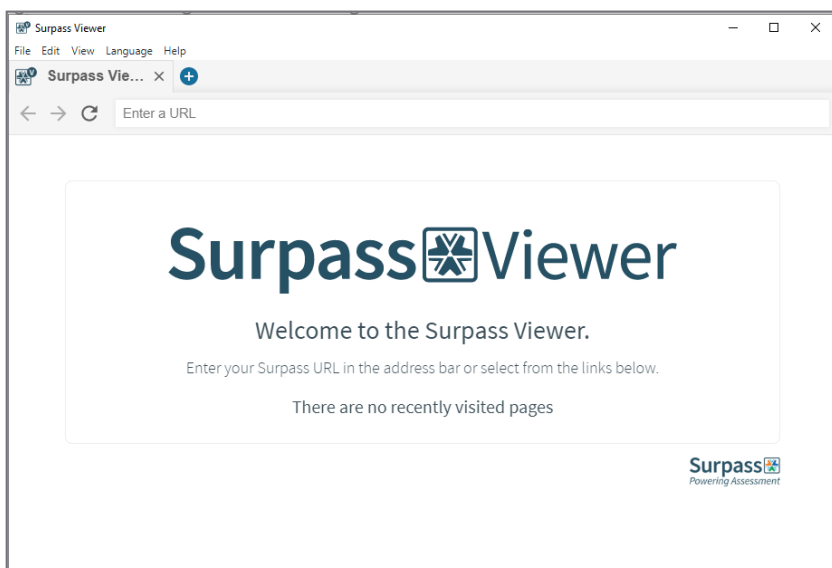 Surpass Viewer
File Edit View Language Help
Surpass Vie...
Enter a URL
Surpass Viewer
Welcome to the Surpass Viewer.
Enter your Surpass URL in the address bar or select from the links below.
There are no recently visited pages
Surpass
Powering Assessment